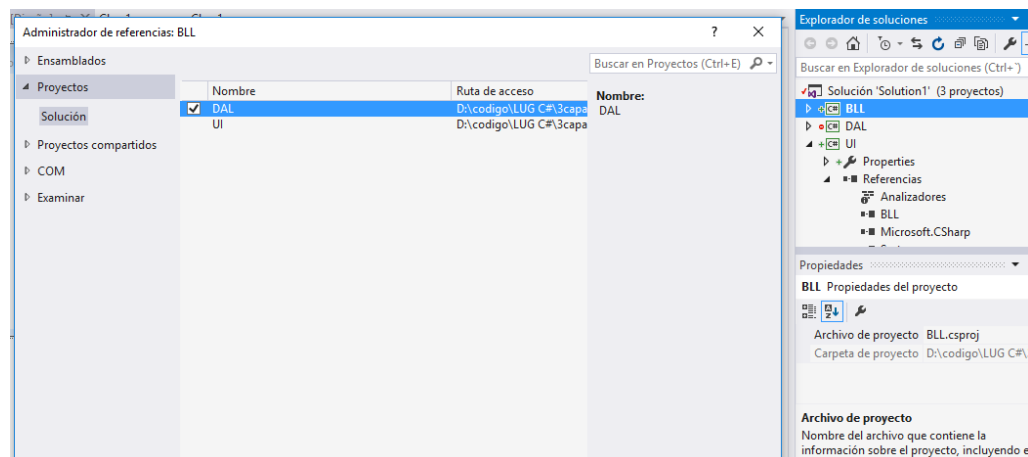 Administrador de referencias: BLL
?
Ensamblados
Proyectos
Solución
Proyectos compartidos
COM
Examinar
Buscar en Proyectos (Ctrl+E)
Nombre
Ruta de acceso
DAL
D:\codigo\LUG C#\3capa
UI
D:\codigo\LUG C#\3capa
Nombre:
DAL
Explorador de soluciones
Buscar en Explorador de soluciones (Ctrl+`)
Solución 'Solution1' (3 proyectos)
C# BLL
C# DAL
C# UI
Properties
Referencias
Analizadores
BLL
Microsoft.CSharp
Propiedades
BLL Propiedades del proyecto
Archivo de proyecto BLL.csproj
Carpeta de proyecto D:\codigo\LUG C#\
Archivo de proyecto
Nombre del archivo que contiene la
información sobre el proyecto, incluyendo e